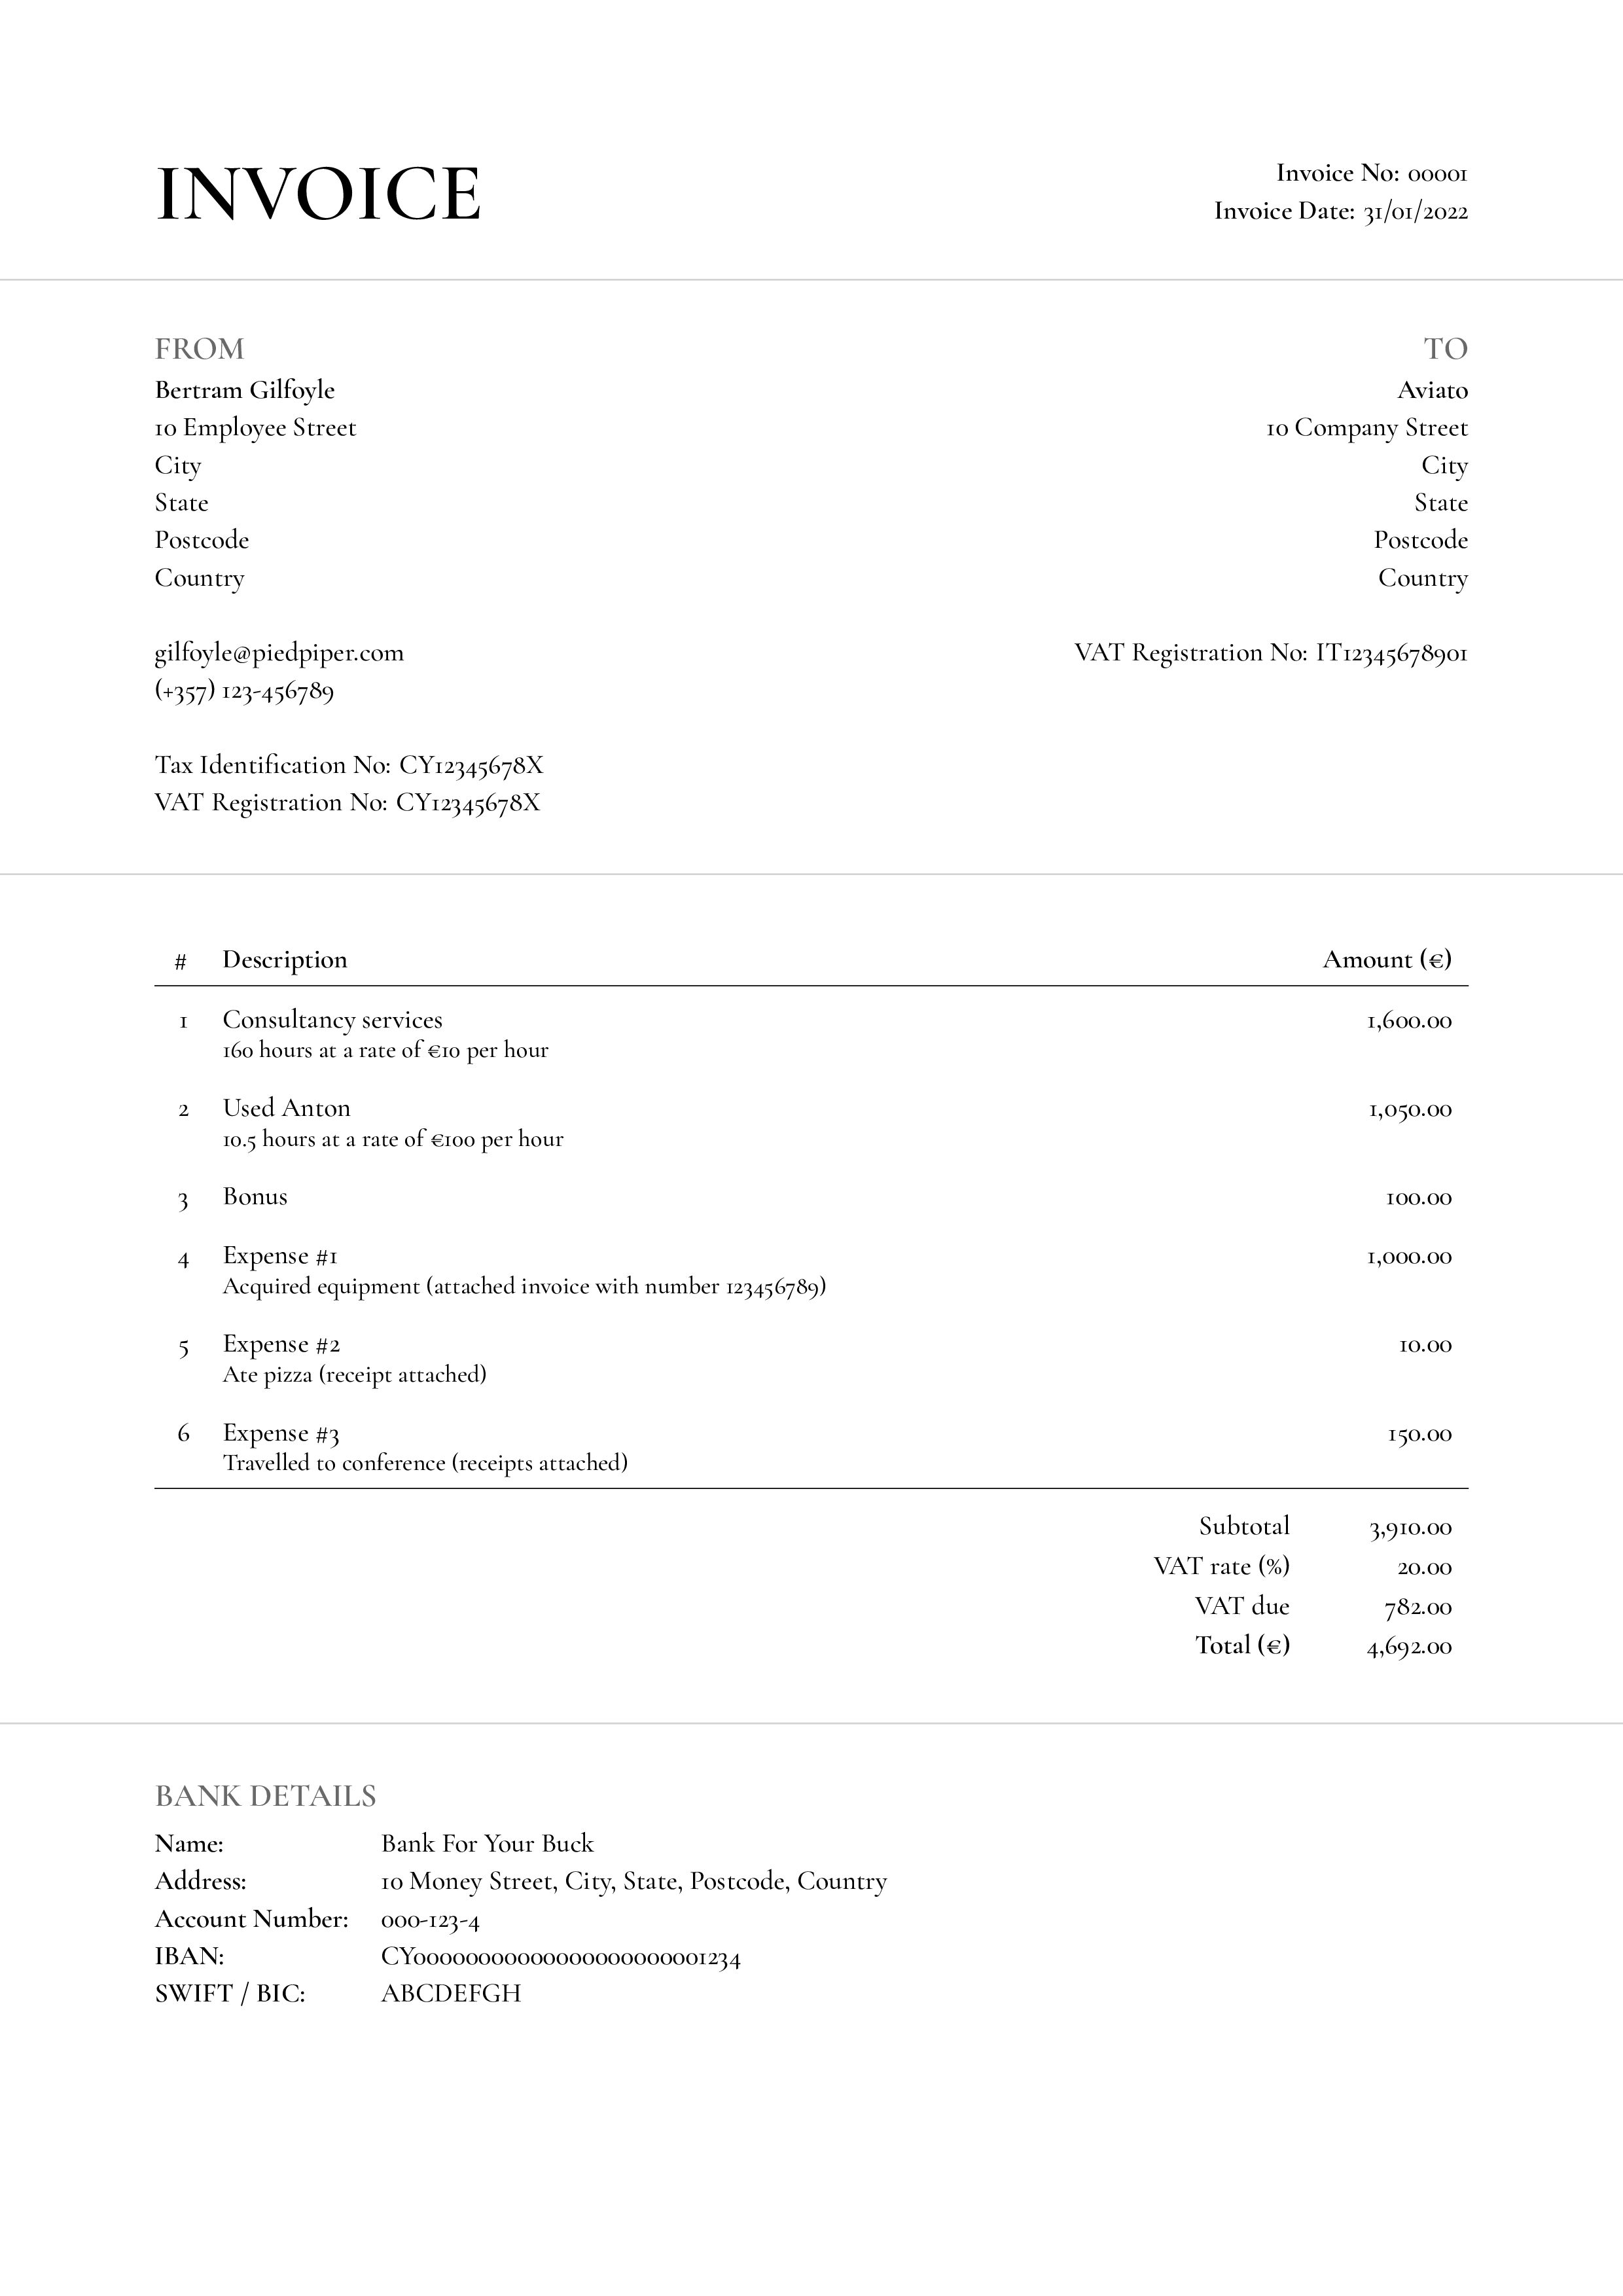 INVOICE
Invoice No: 00001
Invoice Date: 31/01/2022
FROM
Bertram Gilfoyle
10 Employee Street
City
State
Postcode
Country
gilfoyle@piedpiper.com
(+357) 123-456789
Tax Identification No: CY12345678X
VAT Registration No: CY12345678X
TO
Aviato
10 Company Street
City
State
Postcode
Country
VAT Registration No: IT12345678901
# Description Amount (€)
1 Consultancy services 1,600.00
160 hours at a rate of €10 per hour
2 Used Anton 1,050.00
10.5 hours at a rate of €100 per hour
3 Bonus 100.00
4 Expense #1 1,000.00
Acquired equipment (attached invoice with number 123456789)
5 Expense #2 10.00
Ate pizza (receipt attached)
6 Expense #3 150.00
Travelled to conference (receipts attached)
Subtotal 3,910.00
VAT rate (%) 20.00
VAT due 782.00
Total (€) 4,692.00
BANK DETAILS
Name: Bank For Your Buck
Address: 10 Money Street, City, State, Postcode, Country
Account Number: 000-123-4
IBAN: CY00000000000000000000001234
SWIFT / BIC: ABCDEFGH